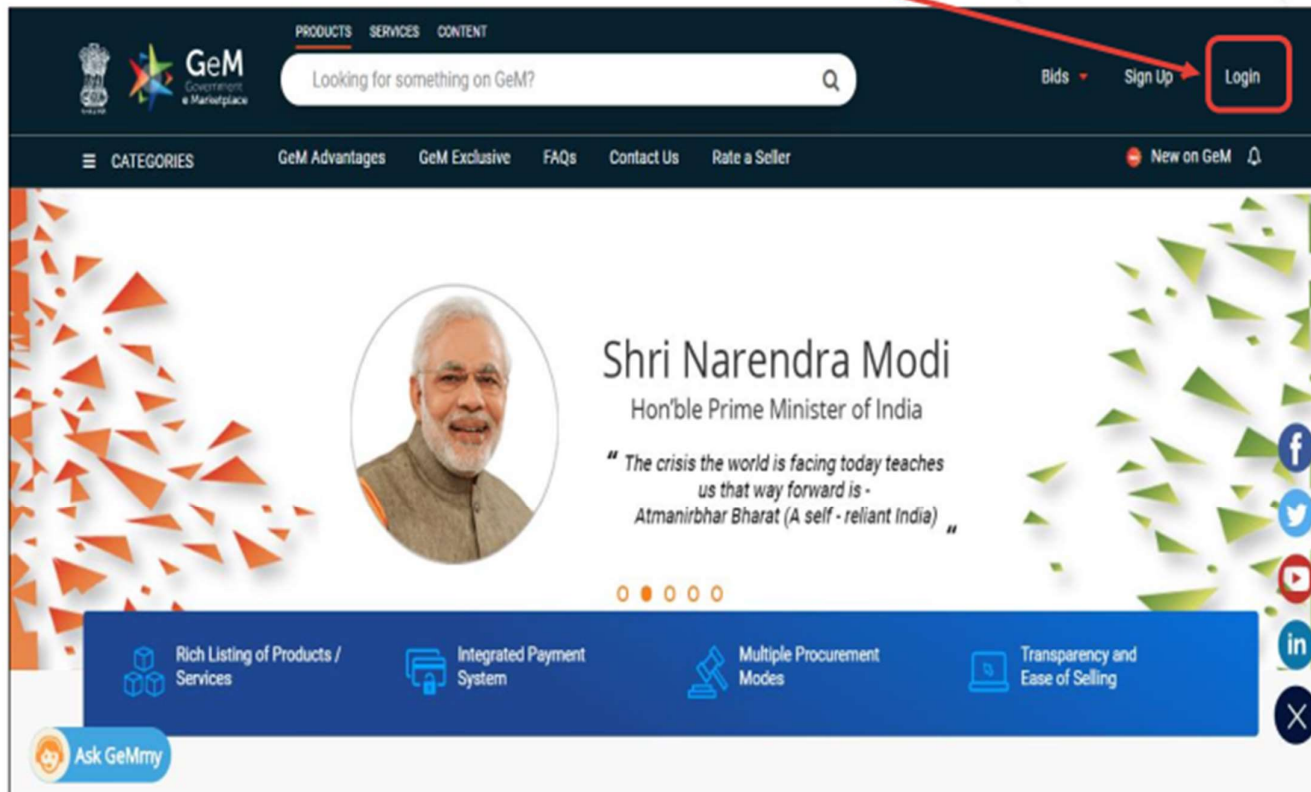 PRODUCTS SERVICES CONTENT
GeM
Government
e Marketplace
Looking for something on GeM?
Bids
Sign Up
Login
CATEGORIES
GeM Advantages
GeM Exclusive
FAQs
Contact Us
Rate a Seller
New on GeM
Shri Narendra Modi
Hon'ble Prime Minister of India
“ The crisis the world is facing today teaches
us that way forward is -
Atmanirbhar Bharat (A self - reliant India) „
Rich Listing of Products /
Services
Integrated Payment
System
Multiple Procurement
Modes
Transparency and
Ease of Selling
Ask GeMmy